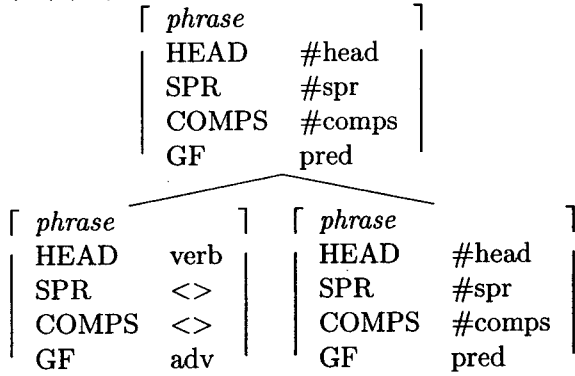 phrase
HEAD #head
SPR #spr
COMPS #comps
GF pred
phrase
HEAD verb
SPR <>
COMPS <>
GF adv
phrase
HEAD #head
SPR #spr
COMPS #comps
GF pred